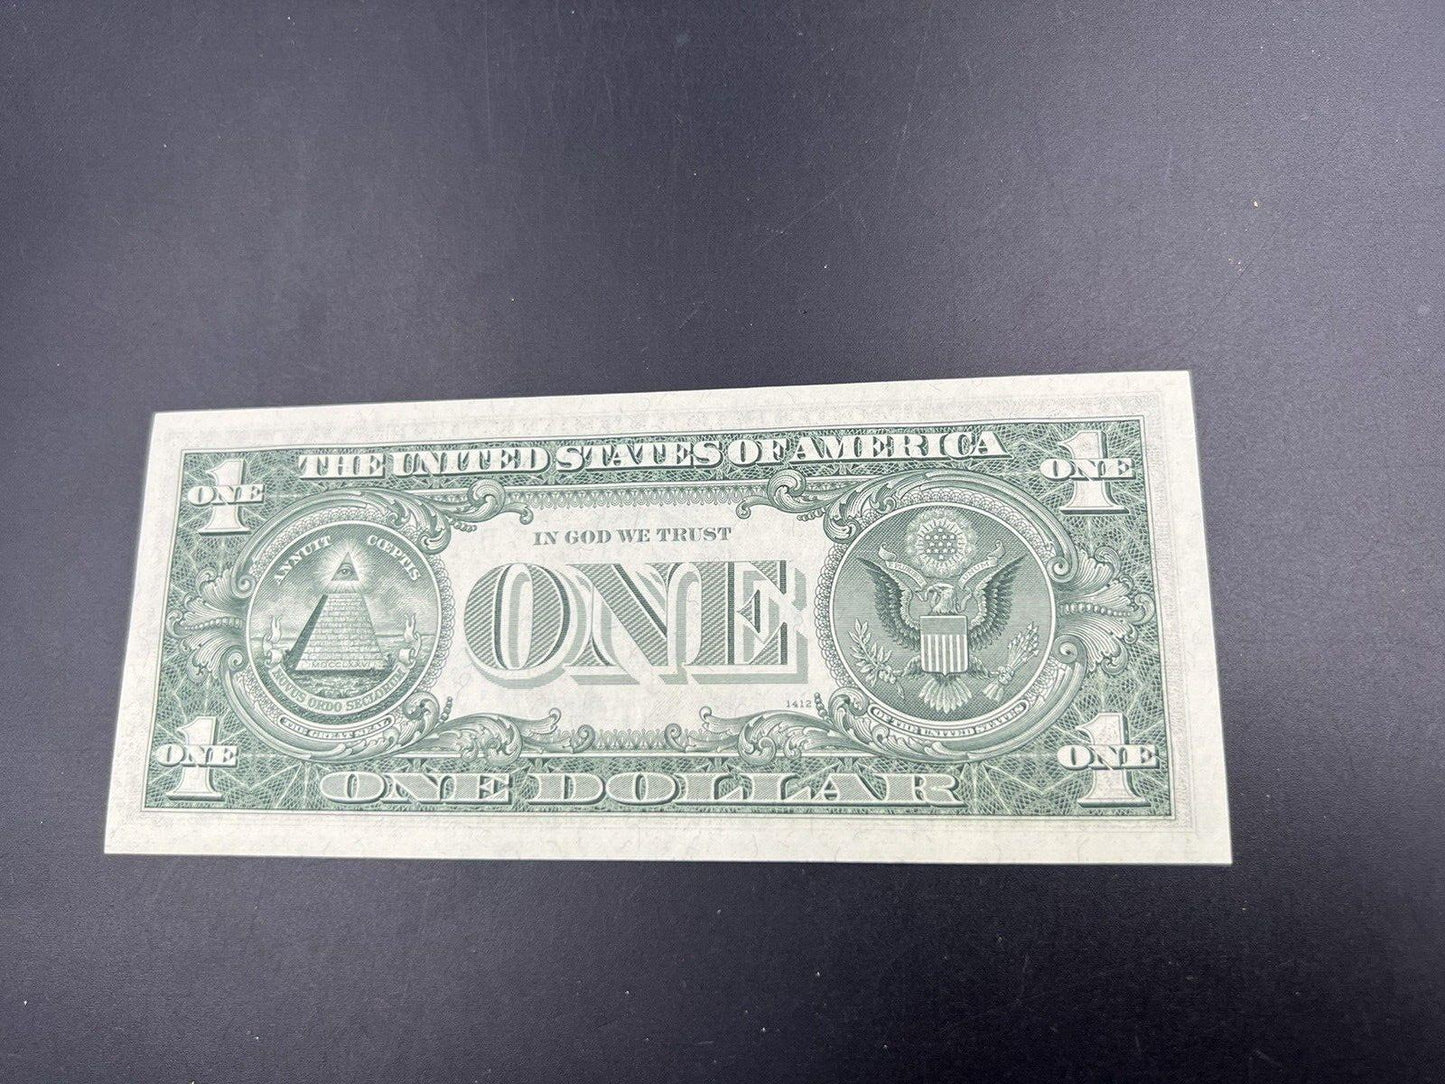 THE UNITED STATES OF AMERICA
1
ONE
1
ONE
ANNUIT CŒPTIS
IN GOD WE TRUST
ONE
MDCCLXXVI
NOVUS ORDO SECLORUM
THE GREAT SEAL
1412
OF THE UNITED STATES
1
ONE
ONE DOLLAR
1
ONE